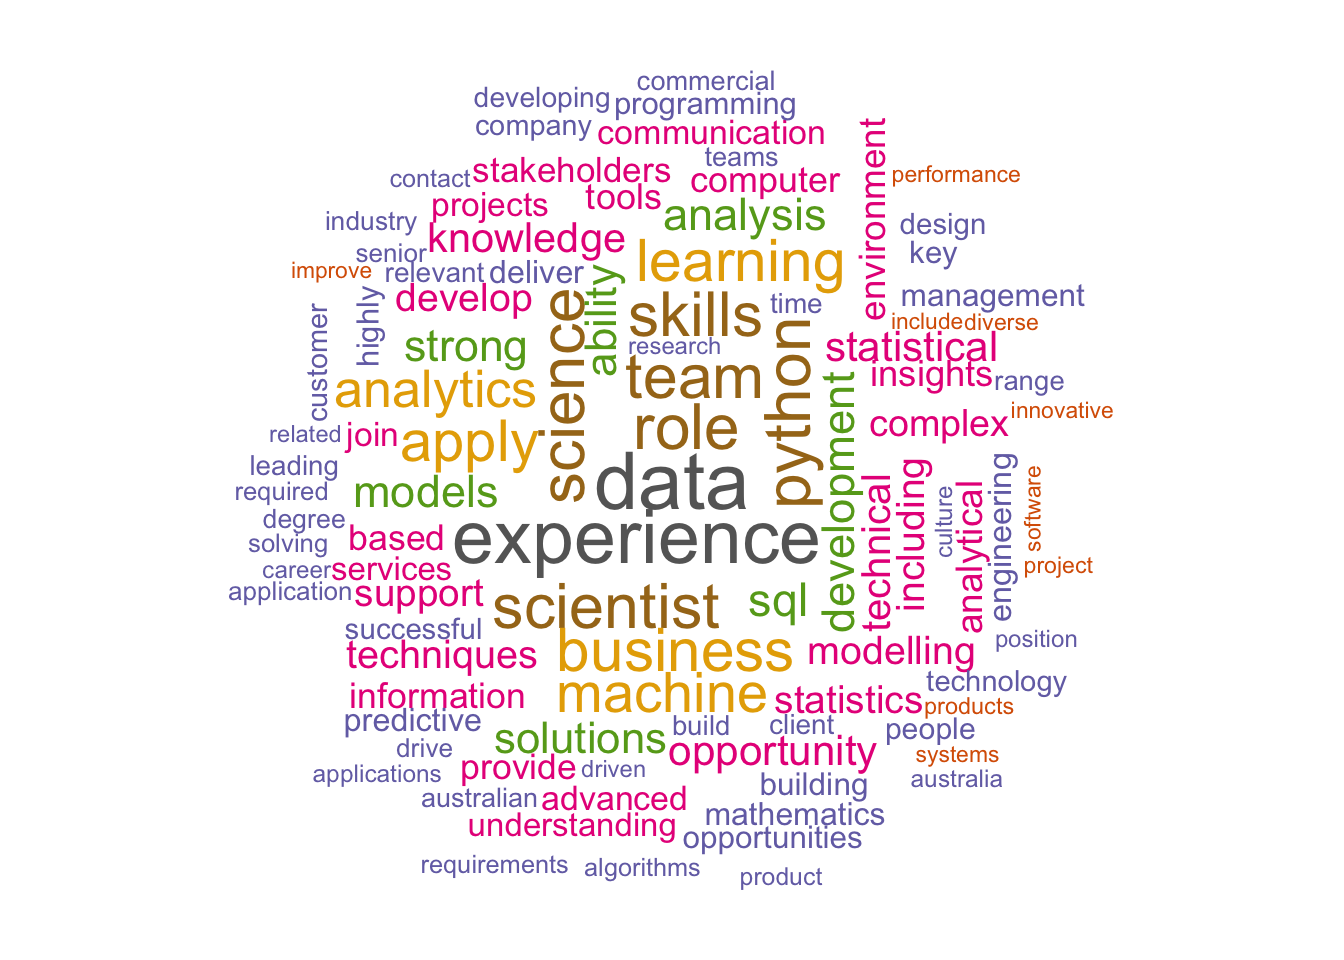 commercial
developing
programming
company
communication
teams
stakeholders
contact
computer
performance
tools
projects
analysis
industry
environment
design
knowledge
senior
key
learning
improve
relevant
deliver
develop
highly
ability
science
skills
time
management
include
diverse
customer
strong
research
statistical
analytics
team
python
insights
range
innovative
related
join
apply
role
development
complex
leading
required
models
data
technical
including
culture
analytical
engineering
software
degree
solving
based
experience
career
services
project
application
support
scientist
sql
successful
position
techniques
business
modelling
information
machine
statistics
technology
products
predictive
build
client
people
drive
solutions
opportunity
systems
applications
provide
driven
building
australia
australian
advanced
mathematics
understanding
opportunities
requirements
algorithms
product